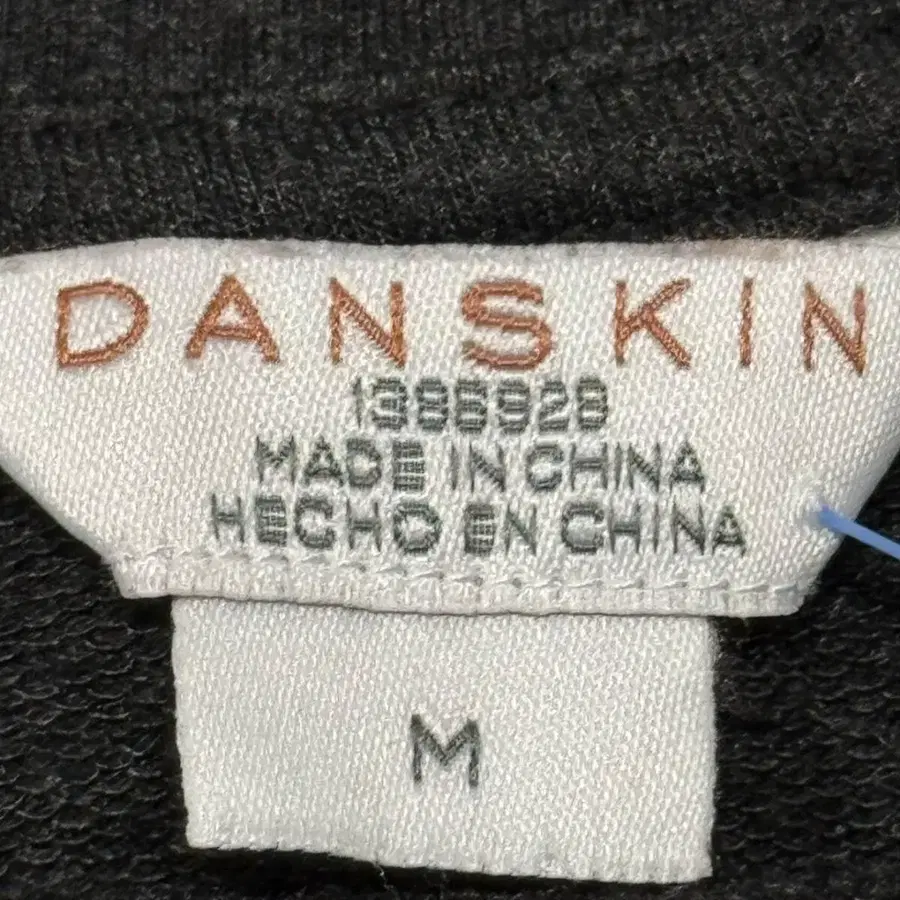 DANSKIN
1386928
MADE IN CHINA
HECHO EN CHINA
M